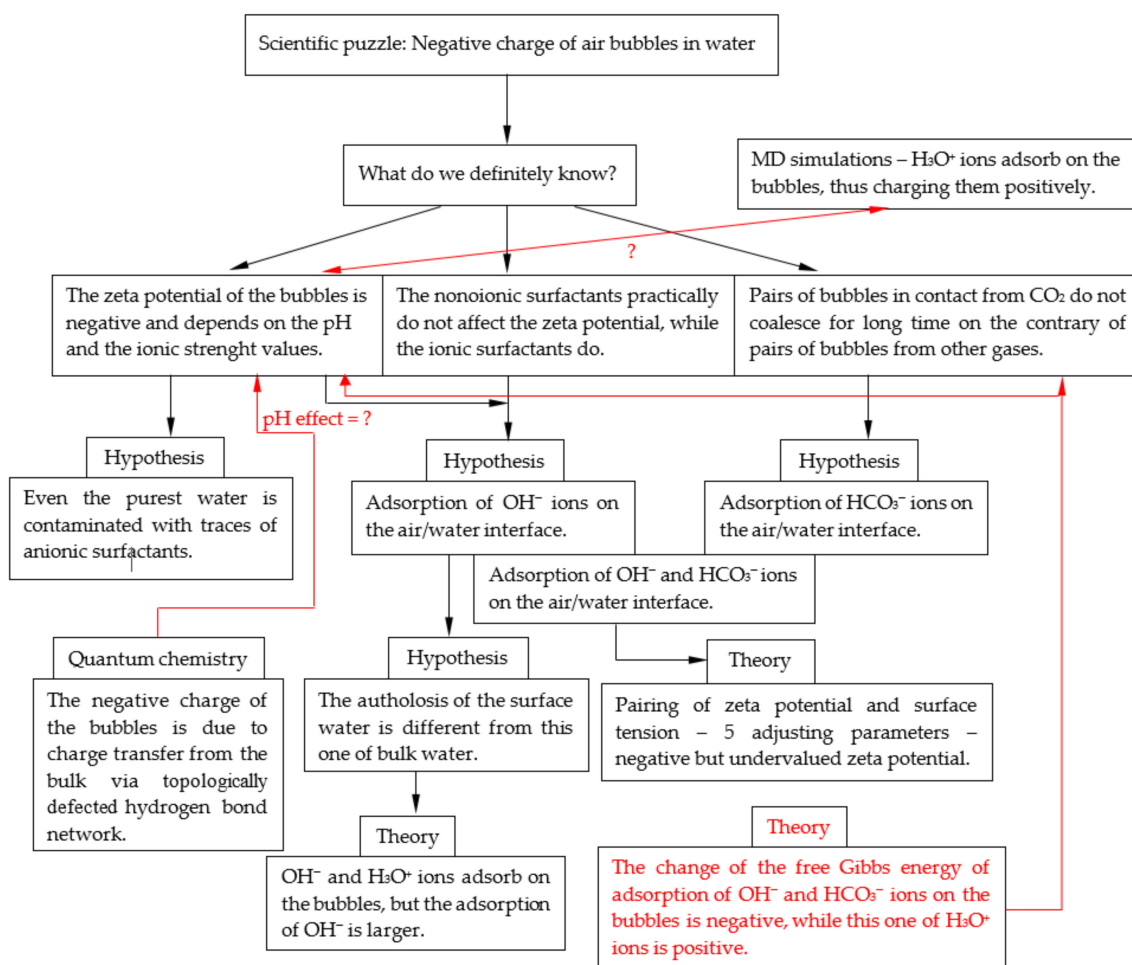 Scientific puzzle: Negative charge of air bubbles in water
What do we definitely know?
MD simulations – H₃O⁺ ions adsorb on the
bubbles, thus charging them positively.
?
The zeta potential of the bubbles is
negative and depends on the pH
and the ionic strenght values.
The nonoionic surfactants practically
do not affect the zeta potential, while
the ionic surfactants do.
Pairs of bubbles in contact from CO₂ do not
coalesce for long time on the contrary of
pairs of bubbles from other gases.
pH effect = ?
Hypothesis
Even the purest water is
contaminated with traces of
anionic surfactants.
Hypothesis
Adsorption of OH⁻ ions on
the air/water interface.
Hypothesis
Adsorption of HCO₃⁻ ions on
the air/water interface.
Adsorption of OH⁻ and HCO₃⁻ ions
on the air/water interface.
Quantum chemistry
The negative charge of
the bubbles is due to
charge transfer from the
bulk via topologically
defected hydrogen bond
network.
Hypothesis
The autholosis of the surface
water is different from this
one of bulk water.
Theory
Pairing of zeta potential and surface
tension – 5 adjusting parameters –
negative but undervalued zeta potential.
Theory
OH⁻ and H₃O⁺ ions adsorb on
the bubbles, but the adsorption
of OH⁻ is larger.
Theory
The change of the free Gibbs energy of
adsorption of OH⁻ and HCO₃⁻ ions on the
bubbles is negative, while this one of H₃O⁺
ions is positive.